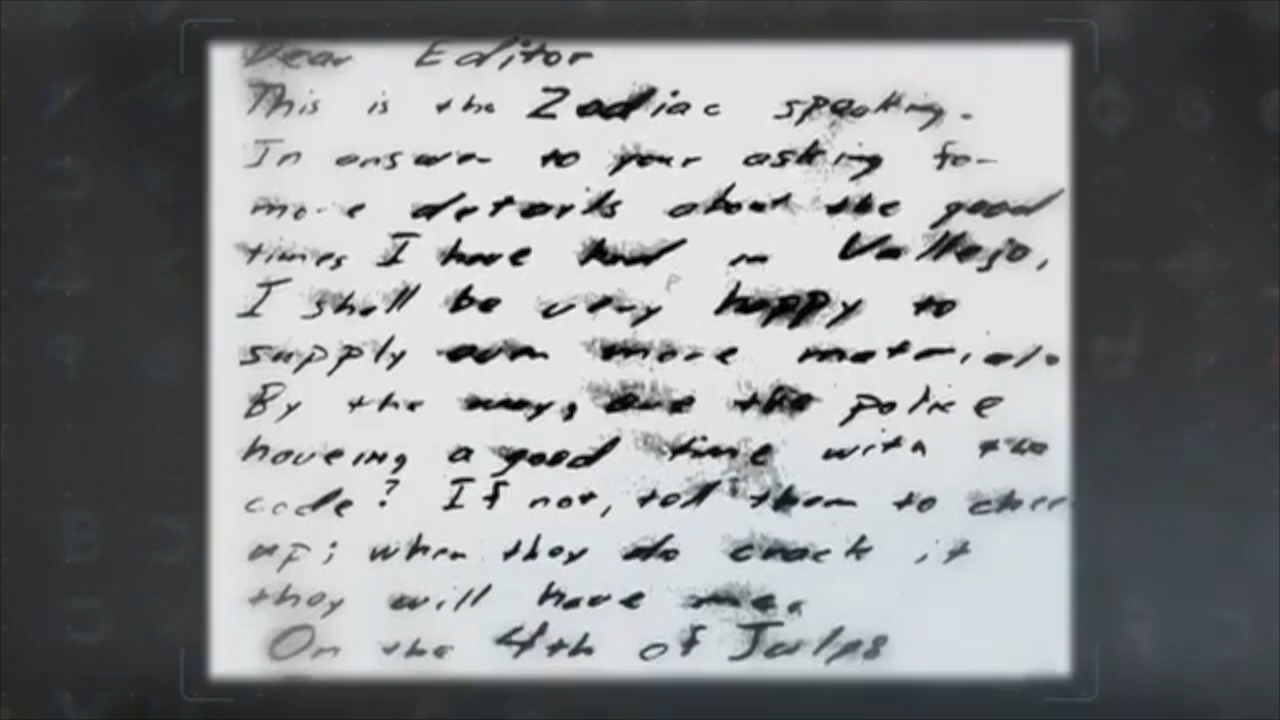 Dear Editor
This is the Zodiac speaking.
In answer to your asking for
more details about the good
times I have had in Vallejo,
I shall be very happy to
supply even more material.
By the way, are the police
haveing a good time with the
code? If not, tell them to cheer
up; when they do crack it
they will have me.
On the 4th of July: